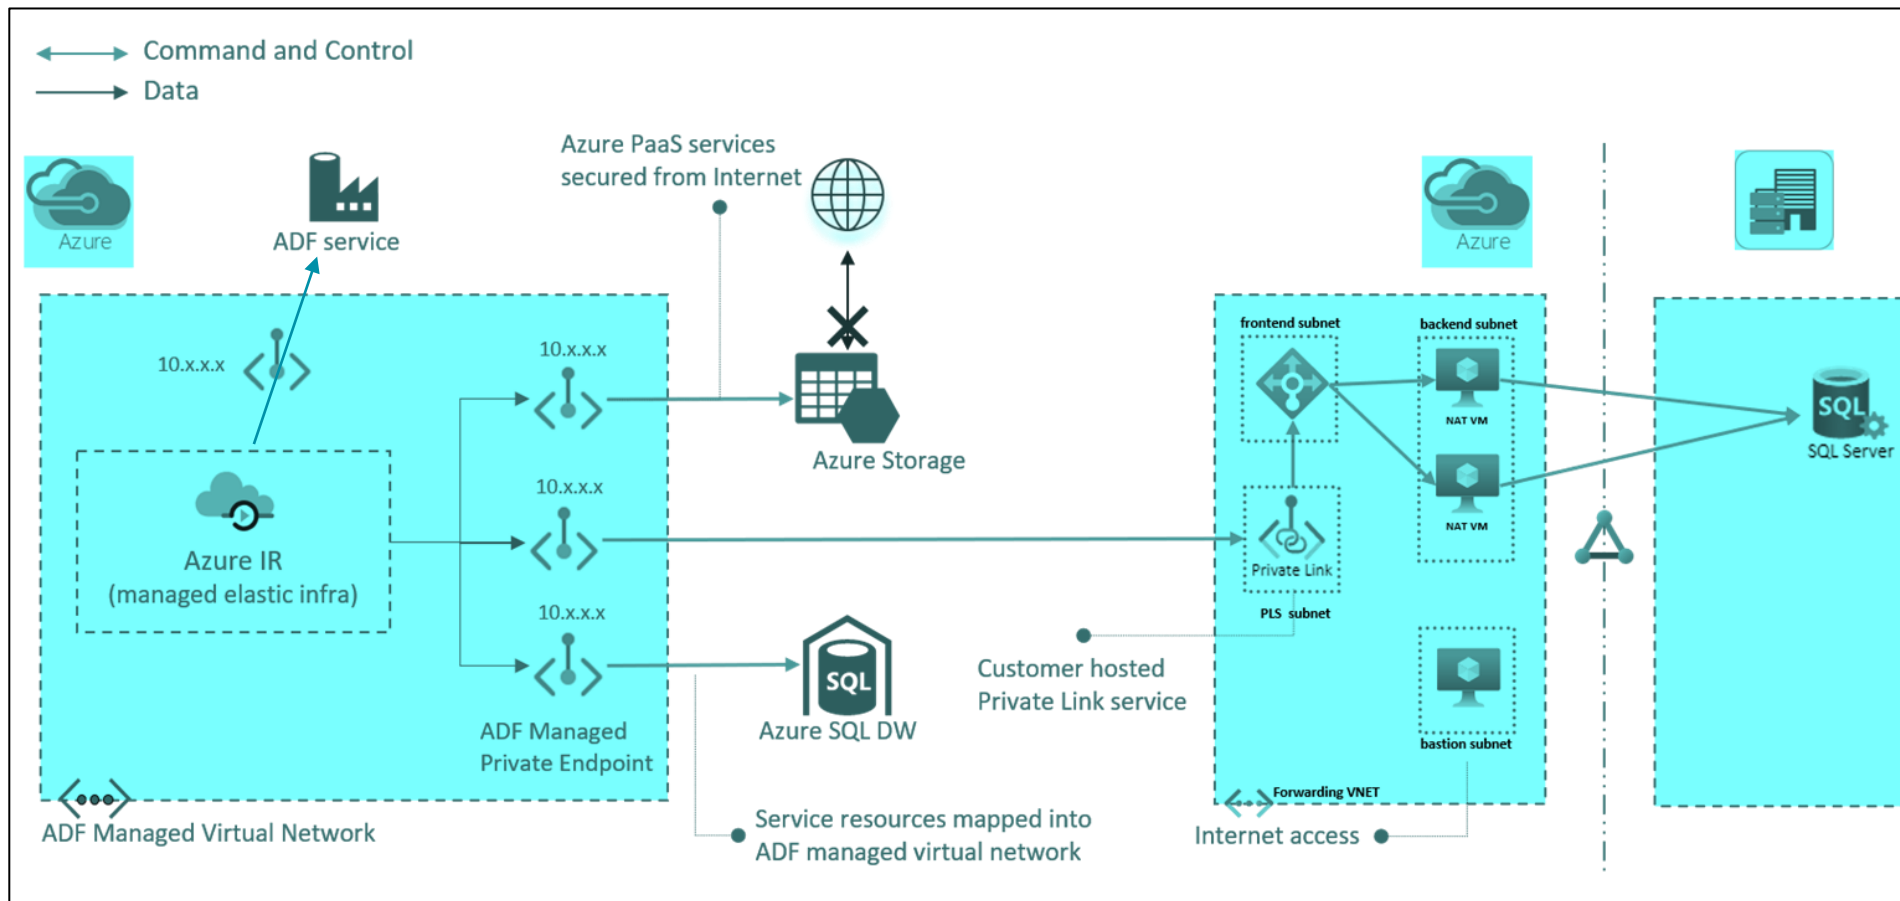 Command and Control
Data
Azure
ADF service
Azure PaaS services
secured from Internet
Azure
10.x.x.x
10.x.x.x
Azure Storage
Azure IR
(managed elastic infra)
10.x.x.x
10.x.x.x
ADF Managed
Private Endpoint
Azure SQL DW
SQL
ADF Managed Virtual Network
Service resources mapped into
ADF managed virtual network
Customer hosted
Private Link service
frontend subnet
backend subnet
NAT VM
NAT VM
Private Link
PLS subnet
bastion subnet
Forwarding VNET
Internet access
SQL
SQL Server